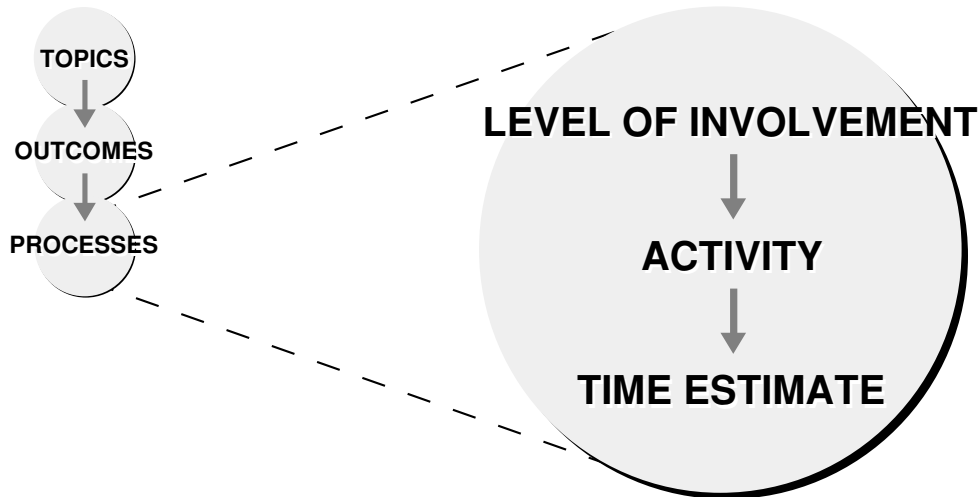 TOPICS
OUTCOMES
PROCESSES
LEVEL OF INVOLVEMENT
ACTIVITY
TIME ESTIMATE